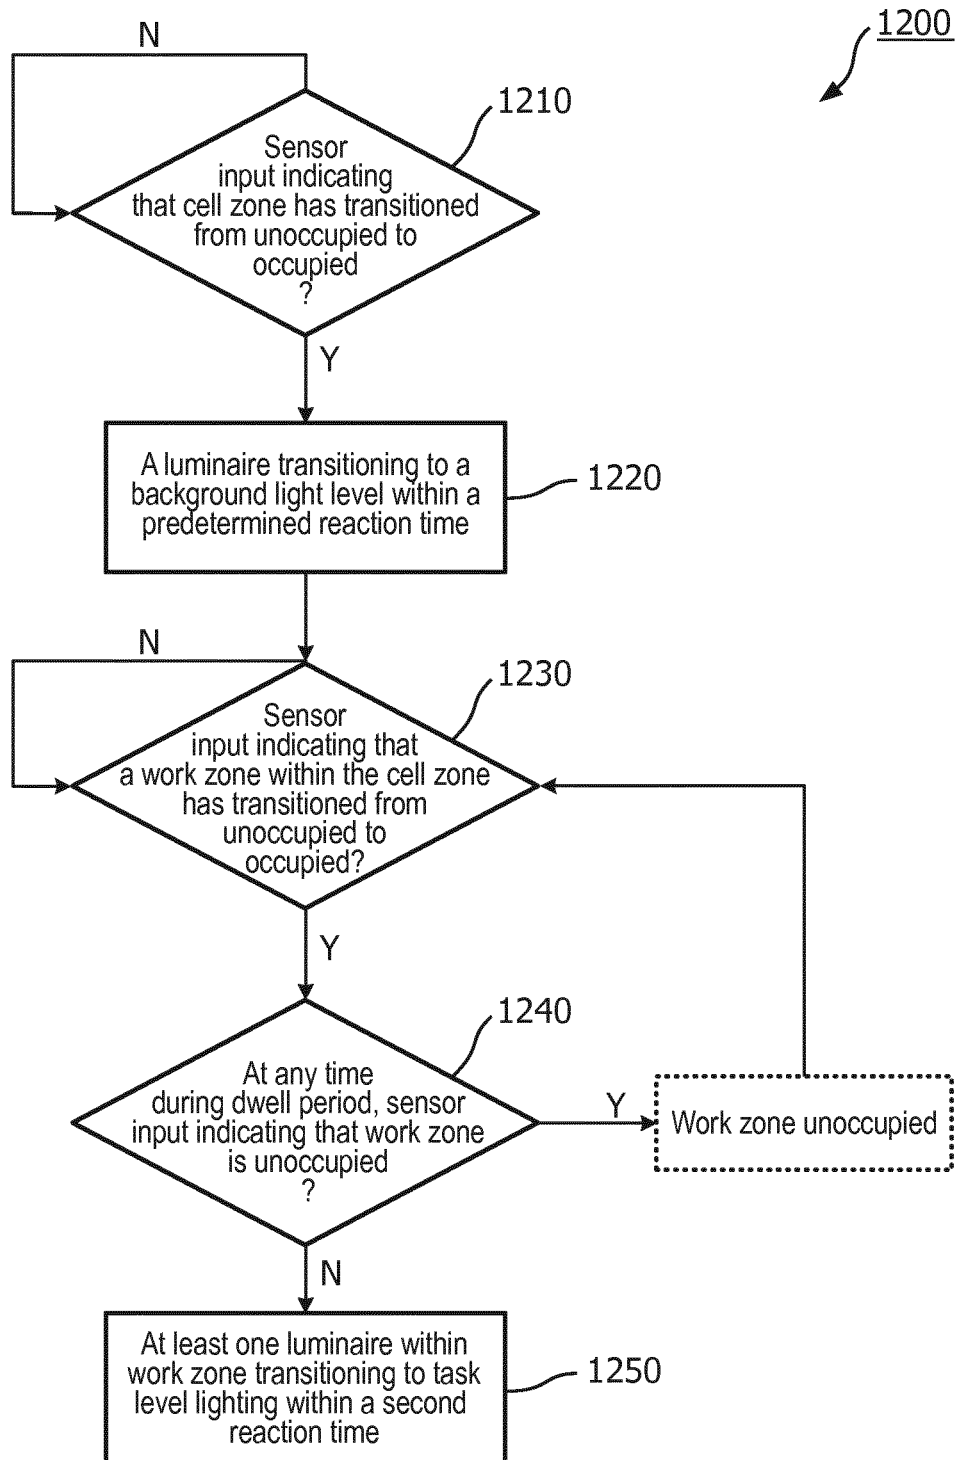 1200
N
1210
Sensor
input indicating
that cell zone has transitioned
from unoccupied to
occupied
?
Y
A luminaire transitioning to a
background light level within a
predetermined reaction time
1220
N
1230
Sensor
input indicating that
a work zone within the cell zone
has transitioned from
unoccupied to
occupied?
Y
1240
At any time
during dwell period, sensor
input indicating that work zone
is unoccupied
?
Y
Work zone unoccupied
N
At least one luminaire within
work zone transitioning to task
level lighting within a second
reaction time
1250